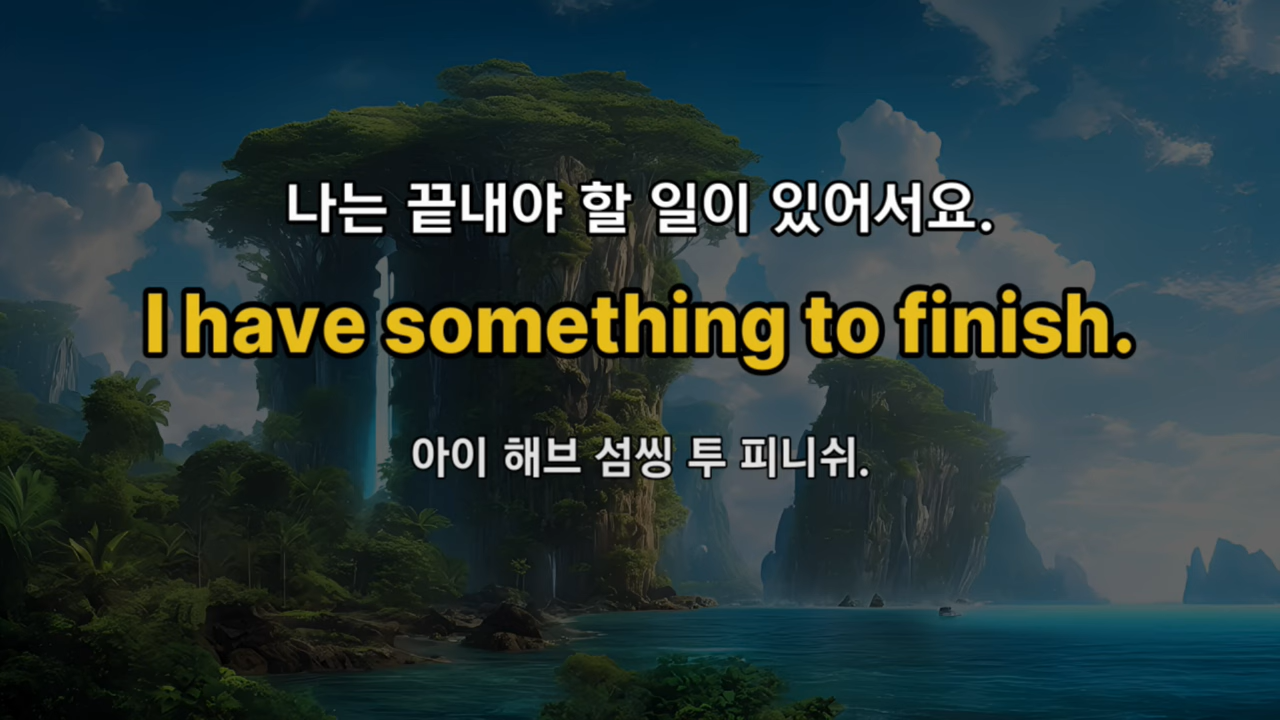 나는 끝내야 할 일이 있어서요.
I have something to finish.
아이 해브 섬씽 투 피니쉬.